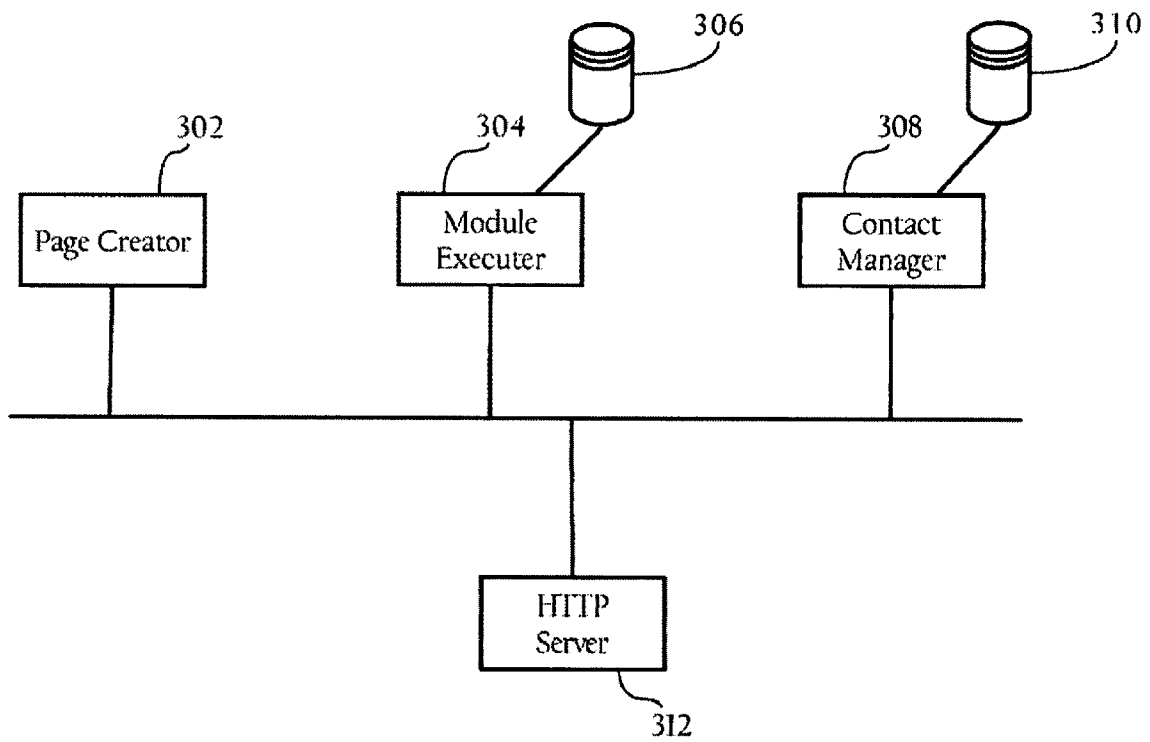 306
310
302
304
308
Page Creator
Module
Executer
Contact
Manager
HTTP
Server
312